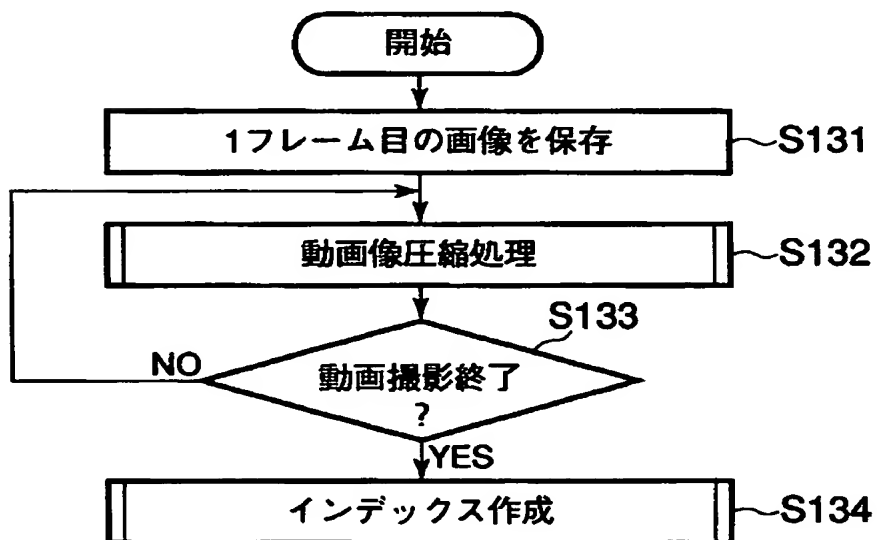 開始
1フレーム目の画像を保存
S131
動画像圧縮処理
S132
S133
NO
動画撮影終了
?
YES
インデックス作成
S134